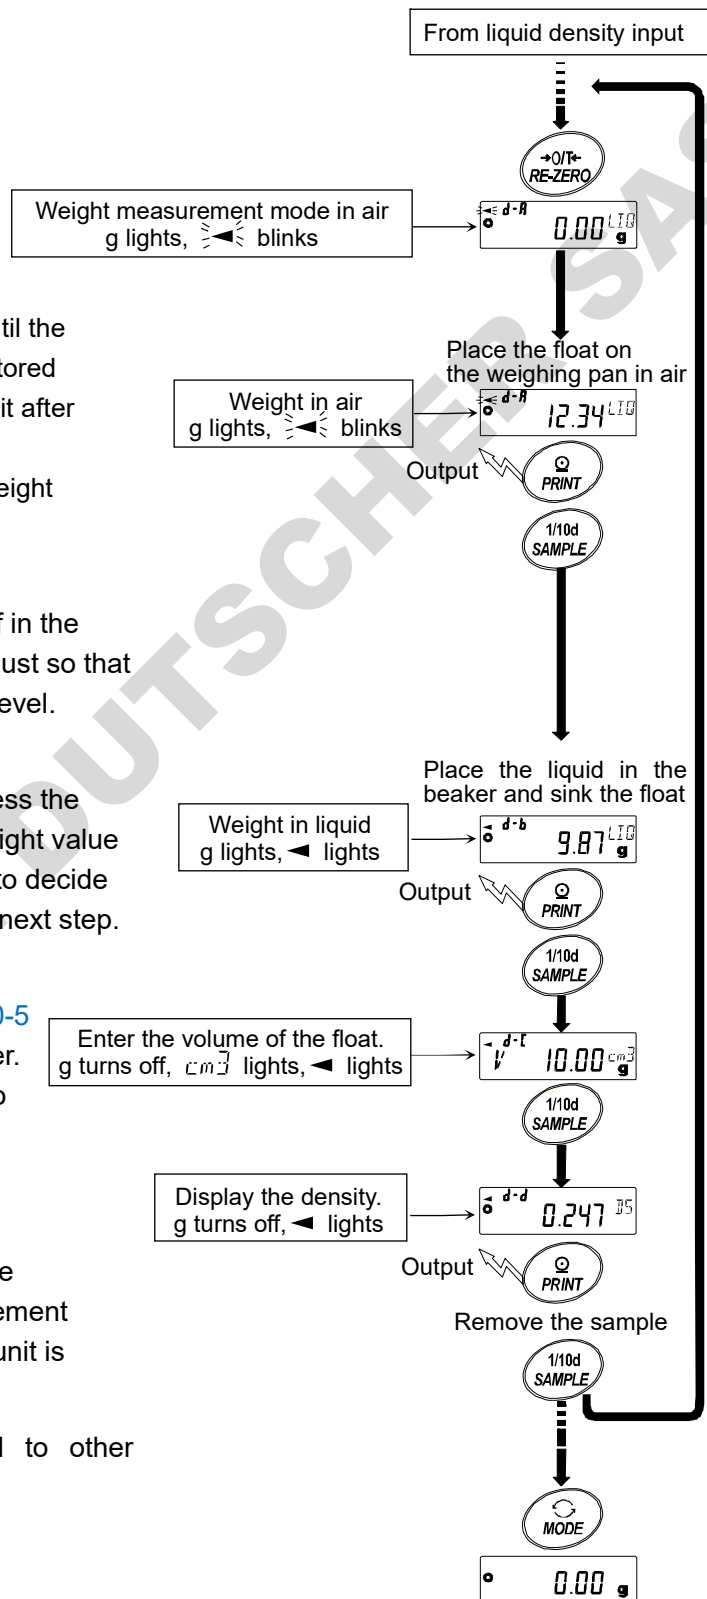 From liquid density input
→0/T←
RE-ZERO
Weight measurement mode in air
g lights, blinks
d-A
0.00 LIQ
g
til the
tored
it after
eight
Place the float on
the weighing pan in air
Weight in air
g lights, blinks
d-A
12.34 LIQ
Output
PRINT
1/10d
SAMPLE
f in the
ust so that
evel.
Place the liquid in the
beaker and sink the float
ess the
ight value
to decide
next step.
Weight in liquid
g lights, ◄ lights
d-b
9.87 LIQ
g
Output
PRINT
1/10d
SAMPLE
0-5
er.
o
Enter the volume of the float.
g turns off, cm3 lights, ◄ lights
d-C
V 10.00 cm3
g
1/10d
SAMPLE
Display the density.
g turns off, ◄ lights
d-d
0.247 DS
Output
PRINT
e
ement
unit is
Remove the sample
1/10d
SAMPLE
l to other
MODE
0.00 g
DUTSCHER SAS